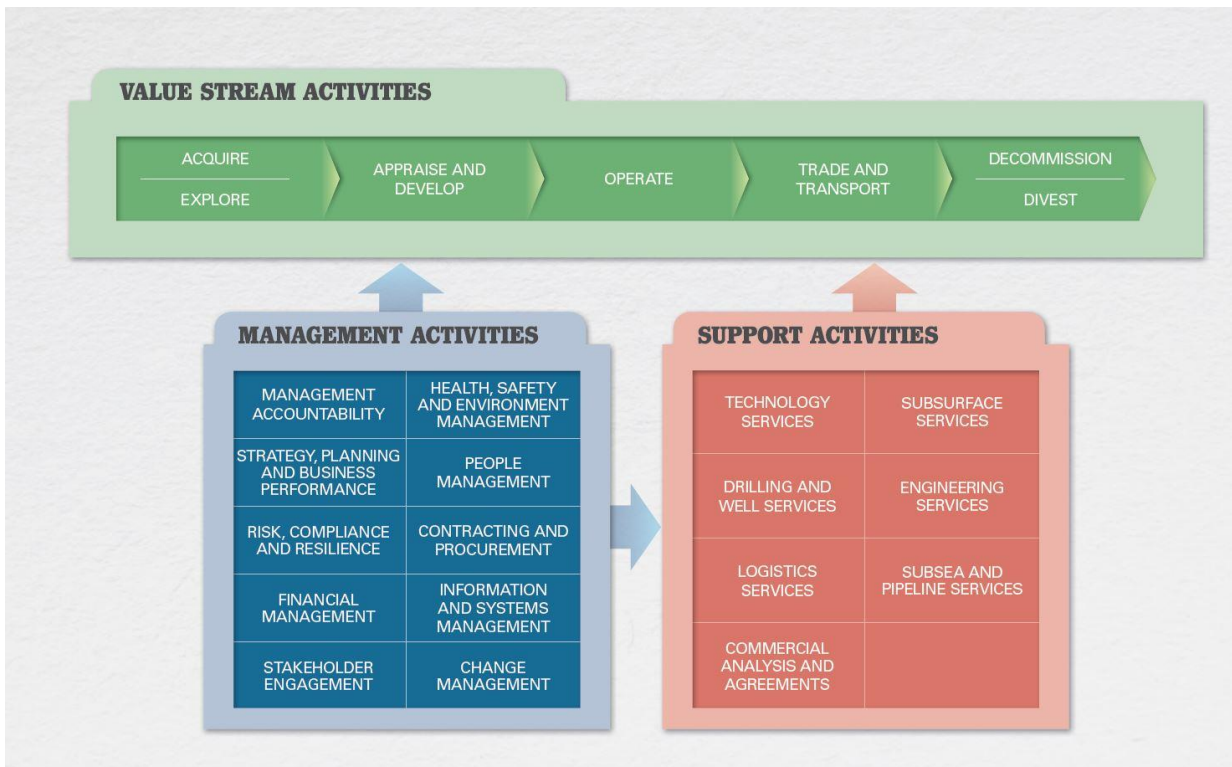 VALUE STREAM ACTIVITIES
ACQUIRE
EXPLORE
APPRAISE AND
DEVELOP
OPERATE
TRADE AND
TRANSPORT
DECOMMISSION
DIVEST
MANAGEMENT ACTIVITIES
MANAGEMENT
ACCOUNTABILITY
HEALTH, SAFETY
AND ENVIRONMENT
MANAGEMENT
STRATEGY, PLANNING
AND BUSINESS
PERFORMANCE
PEOPLE
MANAGEMENT
RISK, COMPLIANCE
AND RESILIENCE
CONTRACTING AND
PROCUREMENT
FINANCIAL
MANAGEMENT
INFORMATION
AND SYSTEMS
MANAGEMENT
STAKEHOLDER
ENGAGEMENT
CHANGE
MANAGEMENT
SUPPORT ACTIVITIES
TECHNOLOGY
SERVICES
SUBSURFACE
SERVICES
DRILLING AND
WELL SERVICES
ENGINEERING
SERVICES
LOGISTICS
SERVICES
SUBSEA AND
PIPELINE SERVICES
COMMERCIAL
ANALYSIS AND
AGREEMENTS